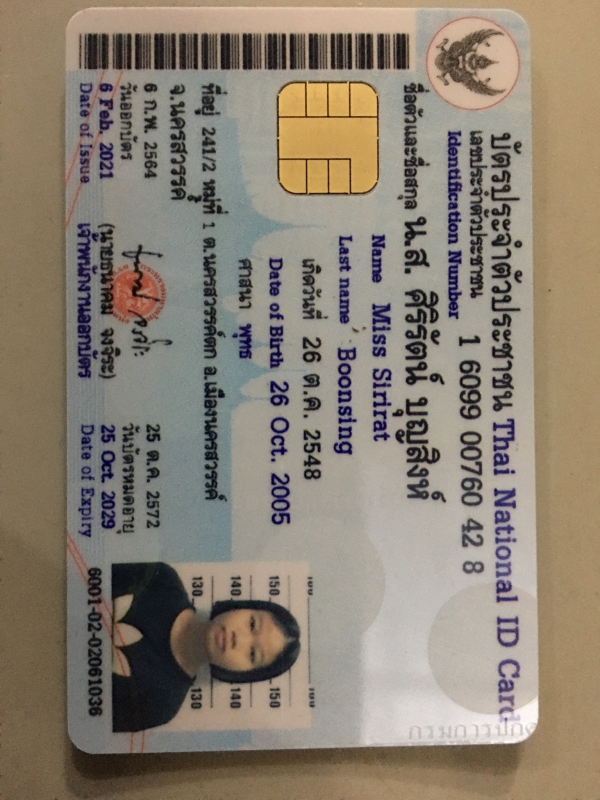 บัตรประจำตัวประชาชน Thai National ID Card
เลขประจำตัวประชาชน 1 6099 00760 42 8
Identification Number
ชื่อตัวและชื่อสกุล น.ส. ศิริรัตน์ บุญสิงห์
Name Miss Sirirat
Last name Boonsing
เกิดวันที่ 26 ต.ค. 2548
Date of Birth 26 Oct. 2005
ศาสนา พุทธ
ที่อยู่ 241/2 หมู่ที่ 1 ต.นครสวรรค์ตก อ.เมืองนครสวรรค์
จ.นครสวรรค์
6 ก.พ. 2564
วันออกบัตร
6 Feb. 2021
Date of Issue
(นายธนาคม จงจิระ)
เจ้าพนักงานออกบัตร
25 ต.ค. 2572
วันบัตรหมดอายุ
25 Oct. 2029
Date of Expiry
150 150
140 140
130 130
6001-02-02061036
กรมการปกค